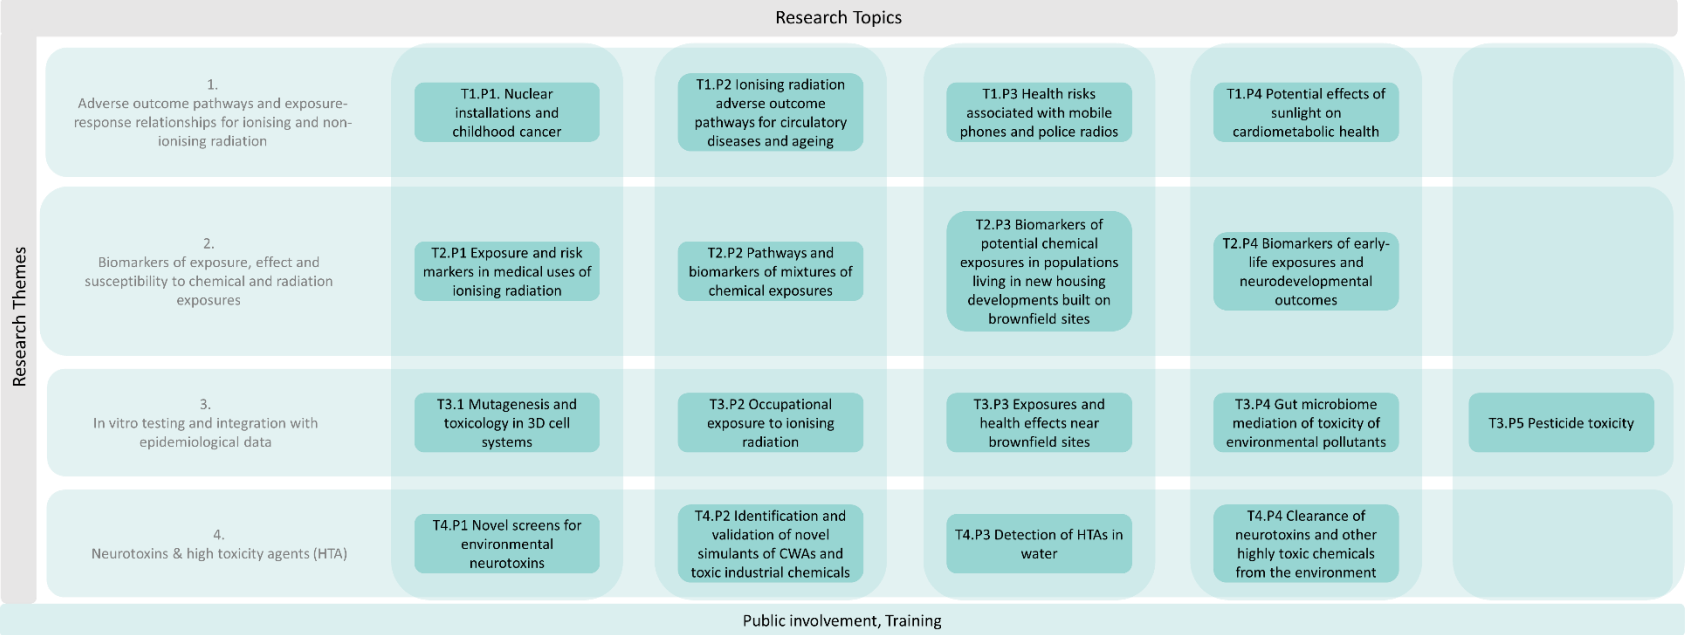 Research Topics
Research Themes
1.
Adverse outcome pathways and exposure-
response relationships for ionising and non-
ionising radiation
T1.P1. Nuclear
installations and
childhood cancer
T1.P2 Ionising radiation
adverse outcome
pathways for circulatory
diseases and ageing
T1.P3 Health risks
associated with mobile
phones and police radios
T1.P4 Potential effects of
sunlight on
cardiometabolic health
2.
Biomarkers of exposure, effect and
susceptibility to chemical and radiation
exposures
T2.P1 Exposure and risk
markers in medical uses of
ionising radiation
T2.P2 Pathways and
biomarkers of mixtures of
chemical exposures
T2.P3 Biomarkers of
potential chemical
exposures in populations
living in new housing
developments built on
brownfield sites
T2.P4 Biomarkers of early-
life exposures and
neurodevelopmental
outcomes
3.
In vitro testing and integration with
epidemiological data
T3.1 Mutagenesis and
toxicology in 3D cell
systems
T3.P2 Occupational
exposure to ionising
radiation
T3.P3 Exposures and
health effects near
brownfield sites
T3.P4 Gut microbiome
mediation of toxicity of
environmental pollutants
T3.P5 Pesticide toxicity
4.
Neurotoxins & high toxicity agents (HTA)
T4.P1 Novel screens for
environmental
neurotoxins
T4.P2 Identification and
validation of novel
simulants of CWAs and
toxic industrial chemicals
T4.P3 Detection of HTAs in
water
T4.P4 Clearance of
neurotoxins and other
highly toxic chemicals
from the environment
Public involvement, Training